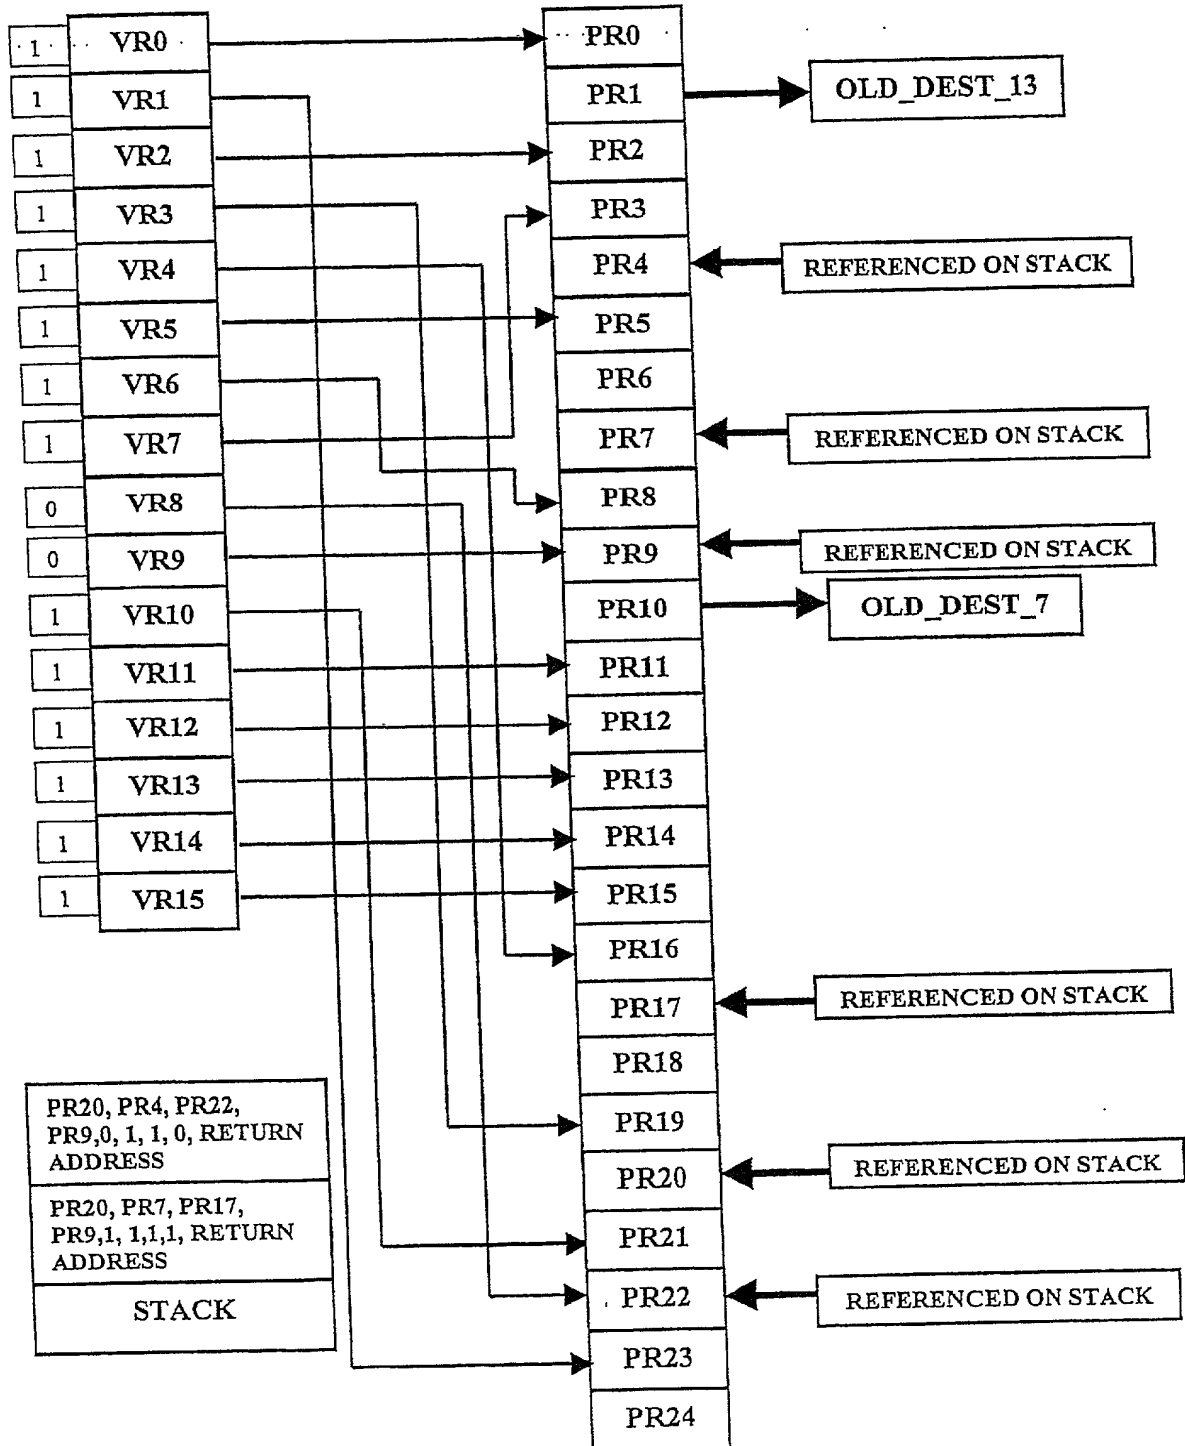 1 VR0 PR0
1 VR1 PR1 OLD_DEST_13
1 VR2 PR2
1 VR3 PR3
1 VR4 PR4 REFERENCED ON STACK
1 VR5 PR5
1 VR6 PR6
1 VR7 PR7 REFERENCED ON STACK
0 VR8 PR8
0 VR9 PR9 REFERENCED ON STACK
1 VR10 PR10 OLD_DEST_7
1 VR11 PR11
1 VR12 PR12
1 VR13 PR13
1 VR14 PR14
1 VR15 PR15
PR16
PR17 REFERENCED ON STACK
PR18
PR19
PR20 REFERENCED ON STACK
PR21
PR22 REFERENCED ON STACK
PR23
PR24
PR20, PR4, PR22,
PR9,0, 1, 1, 0, RETURN
ADDRESS
PR20, PR7, PR17,
PR9,1, 1,1,1, RETURN
ADDRESS
STACK